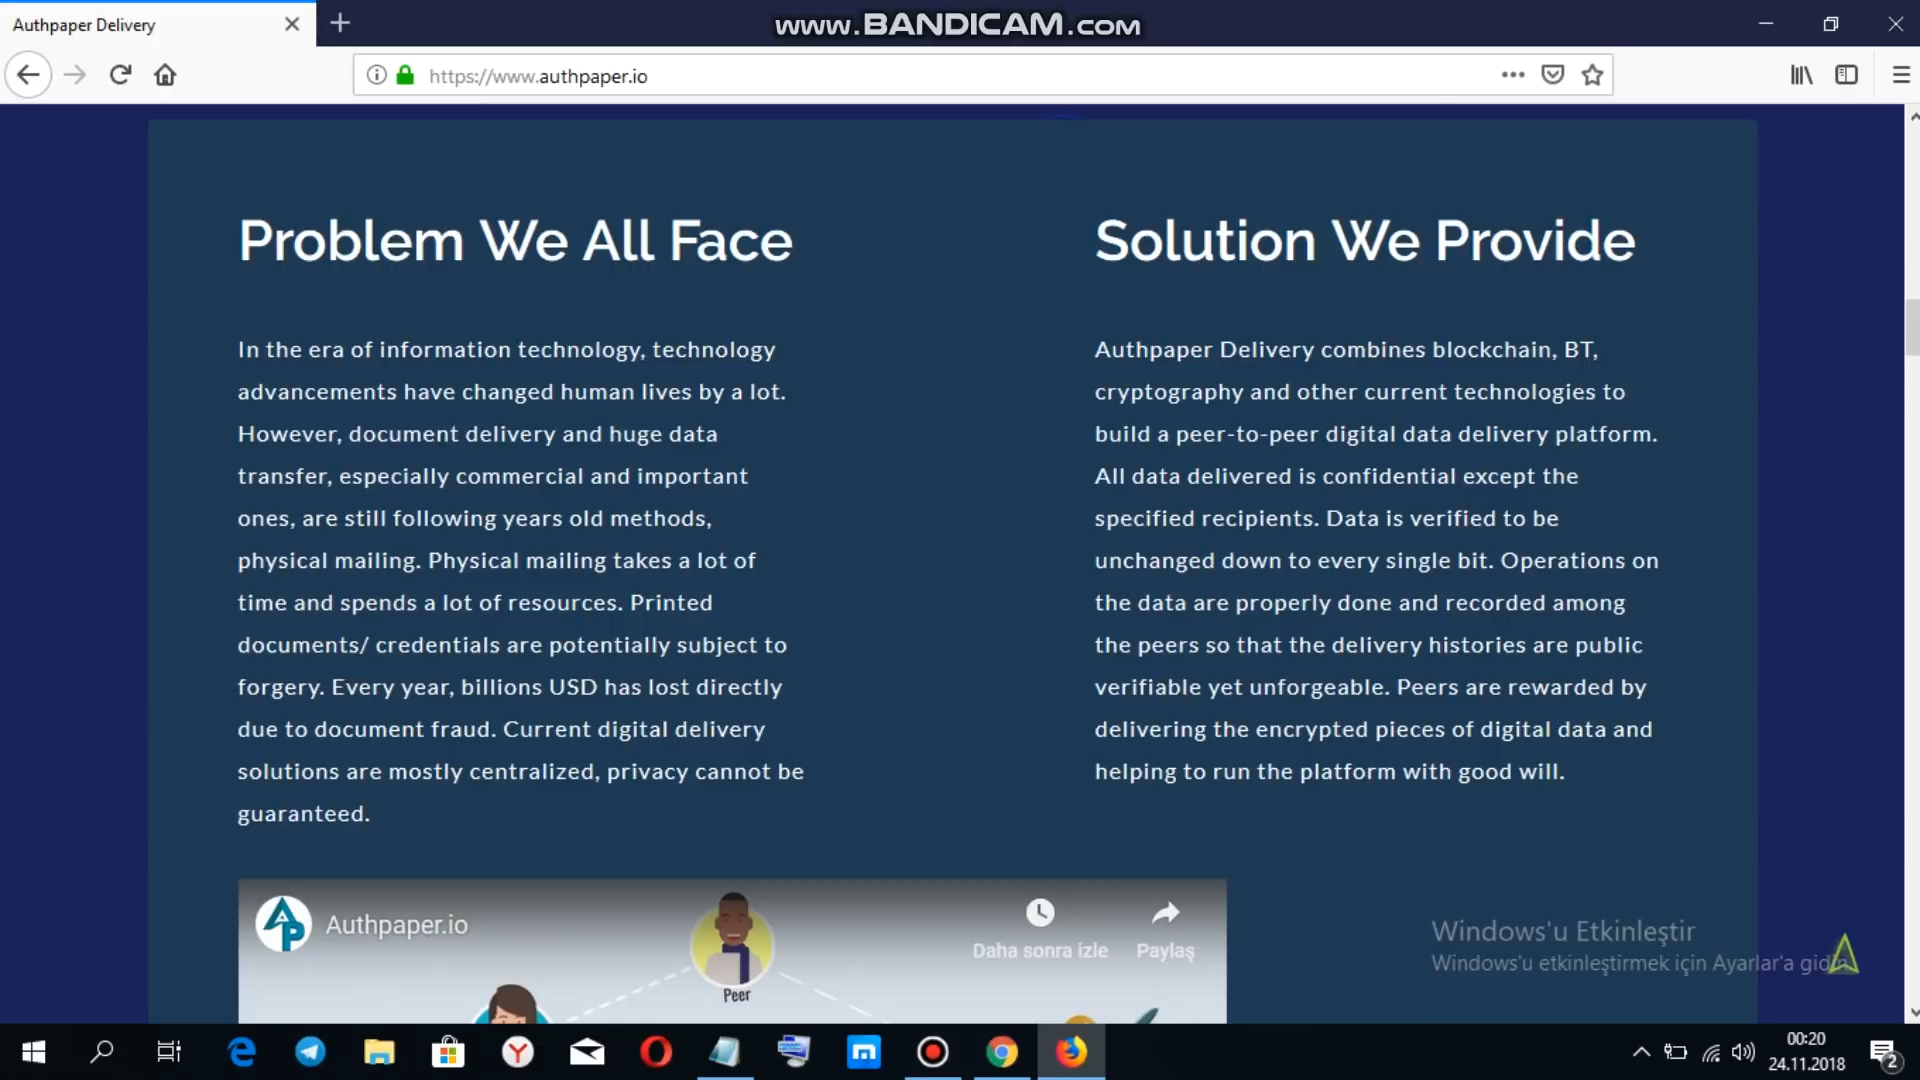 Authpaper Delivery
www.BANDICAM.com
https://www.authpaper.io
Problem We All Face
In the era of information technology, technology
advancements have changed human lives by a lot.
However, document delivery and huge data
transfer, especially commercial and important
ones, are still following years old methods,
physical mailing. Physical mailing takes a lot of
time and spends a lot of resources. Printed
documents/ credentials are potentially subject to
forgery. Every year, billions USD has lost directly
due to document fraud. Current digital delivery
solutions are mostly centralized, privacy cannot be
guaranteed.
Solution We Provide
Authpaper Delivery combines blockchain, BT,
cryptography and other current technologies to
build a peer-to-peer digital data delivery platform.
All data delivered is confidential except the
specified recipients. Data is verified to be
unchanged down to every single bit. Operations on
the data are properly done and recorded among
the peers so that the delivery histories are public
verifiable yet unforgeable. Peers are rewarded by
delivering the encrypted pieces of digital data and
helping to run the platform with good will.
Authpaper.io
Daha sonra izle
Paylaş
Peer
Windows'u Etkinleştir
Windows'u etkinleştirmek için Ayarlar'a gidin.
00:20
24.11.2018
2